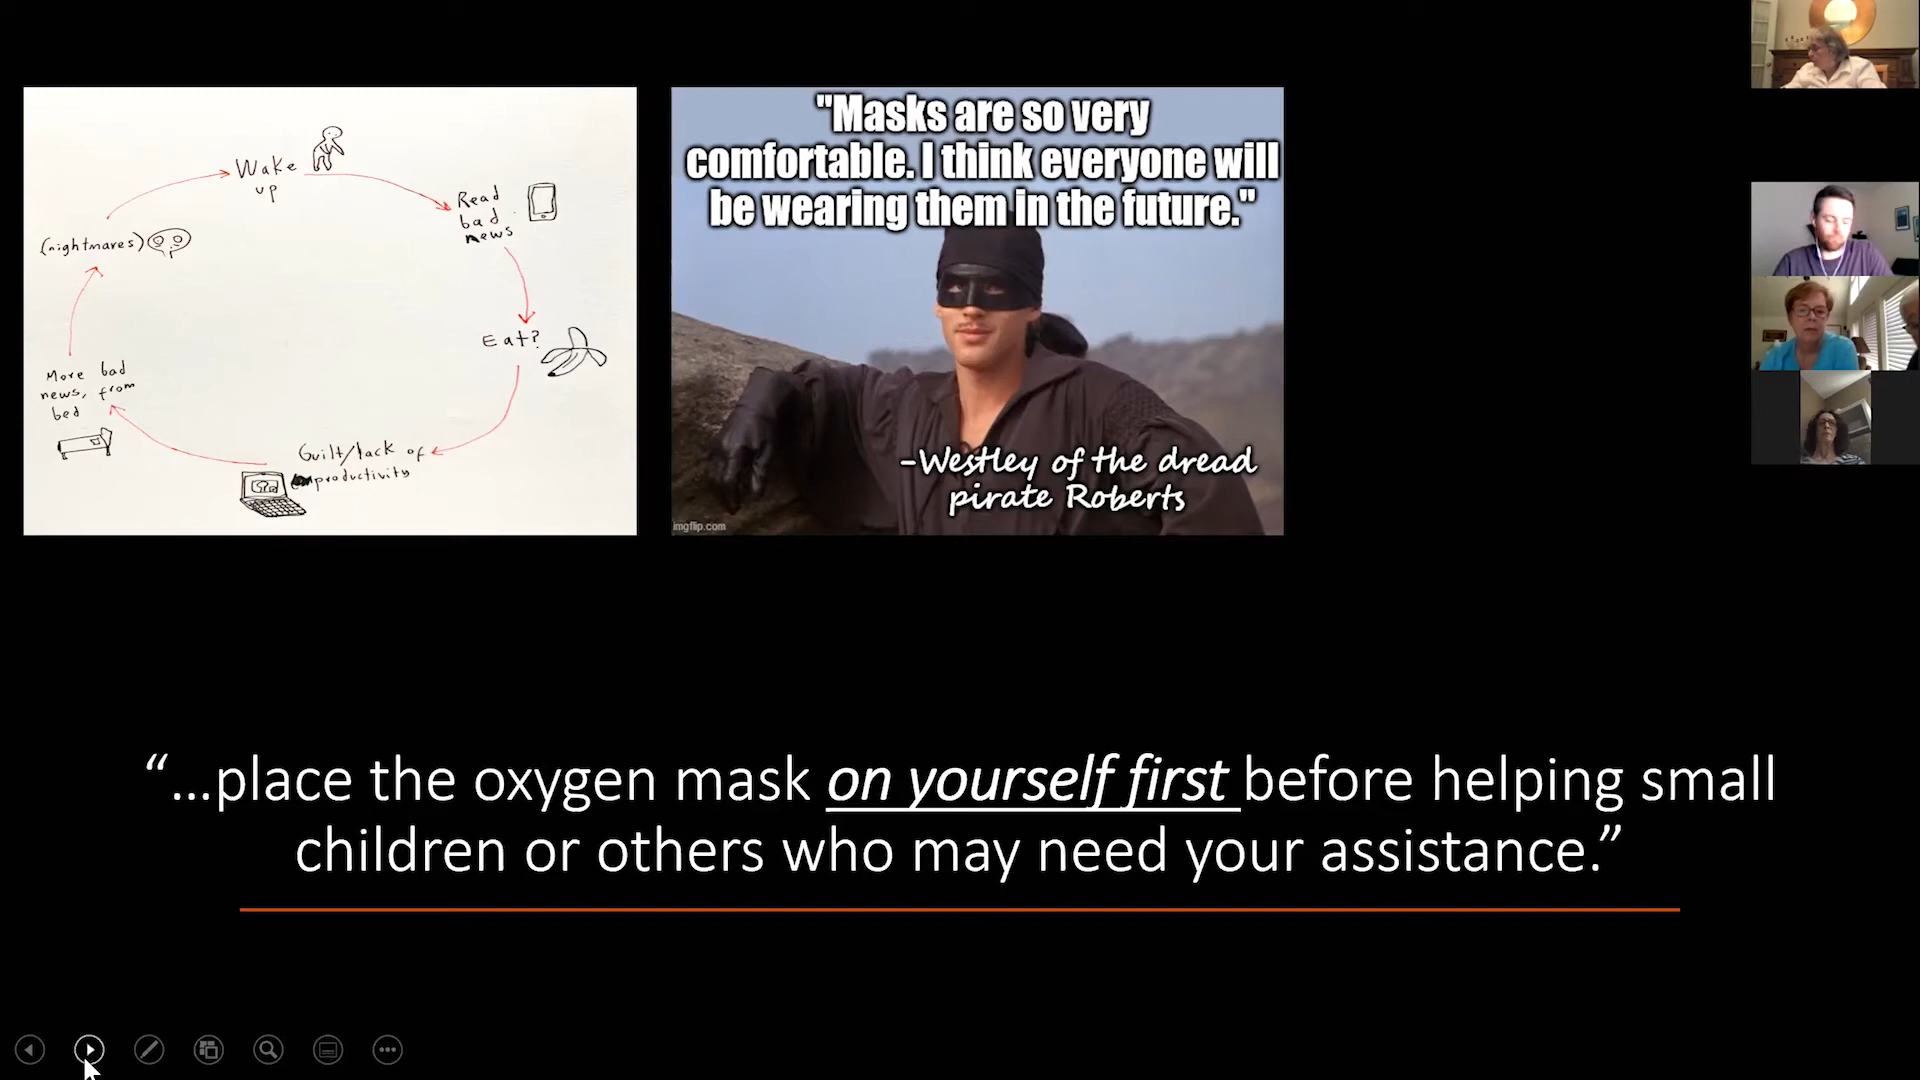 Wake
up
Read
bad
news
Eat?
Guilt/lack of
productivity
More bad
news, from
bed
(nightmares)
"Masks are so very
comfortable. I think everyone will
be wearing them in the future."
-Westley of the dread
pirate Roberts
imgflip.com
“...place the oxygen mask on yourself first before helping small
children or others who may need your assistance.”